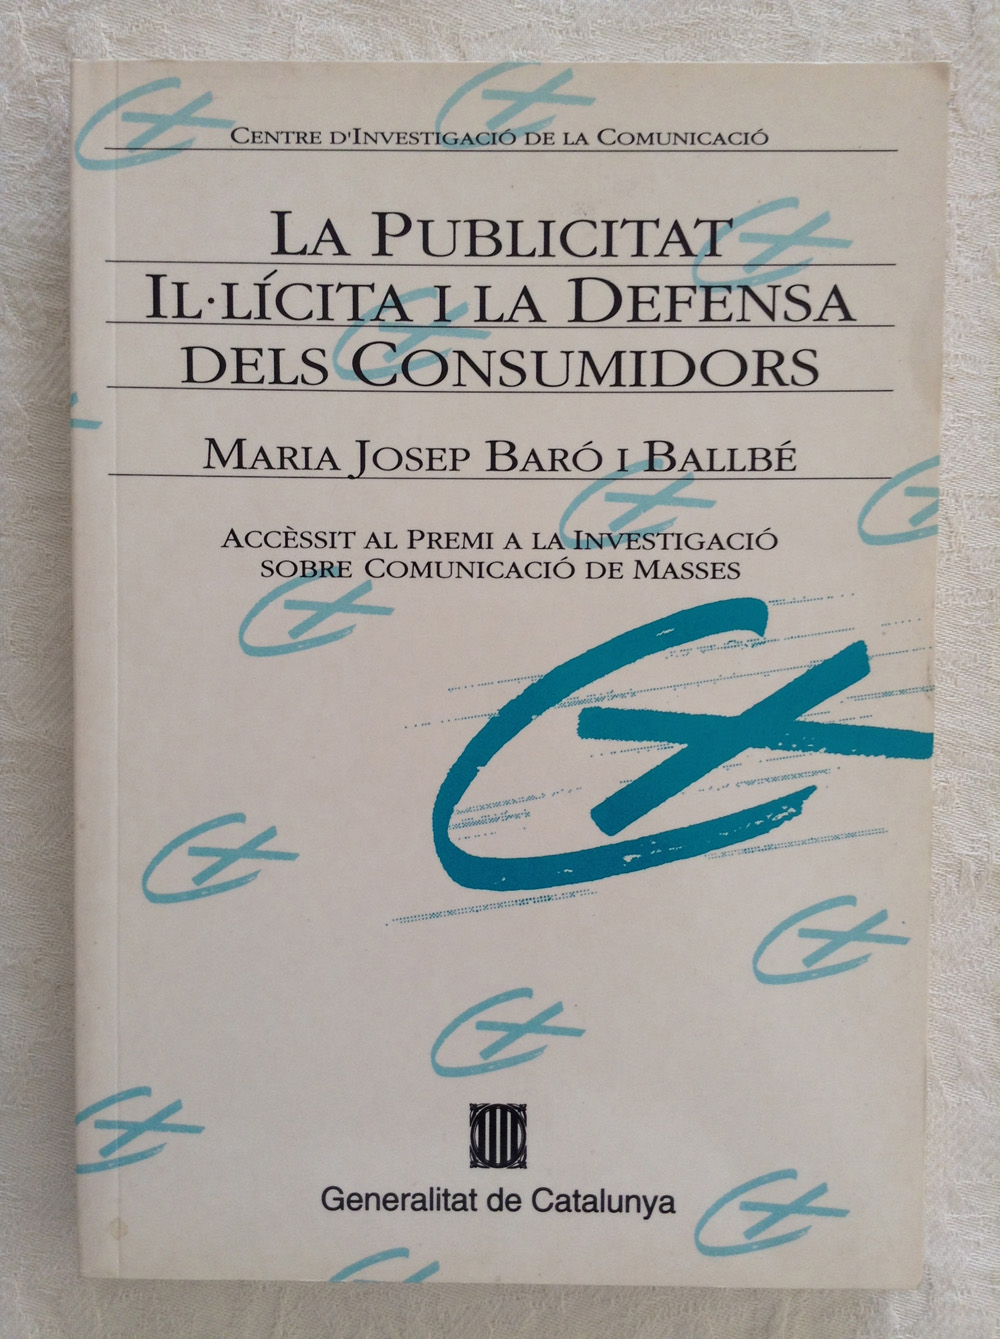 CENTRE D'INVESTIGACIÓ DE LA COMUNICACIÓ
LA PUBLICITAT
IL·LÍCITA I LA DEFENSA
DELS CONSUMIDORS
MARIA JOSEP BARÓ I BALLBÉ
ACCÈSSIT AL PREMI A LA INVESTIGACIÓ
SOBRE COMUNICACIÓ DE MASSES
Generalitat de Catalunya